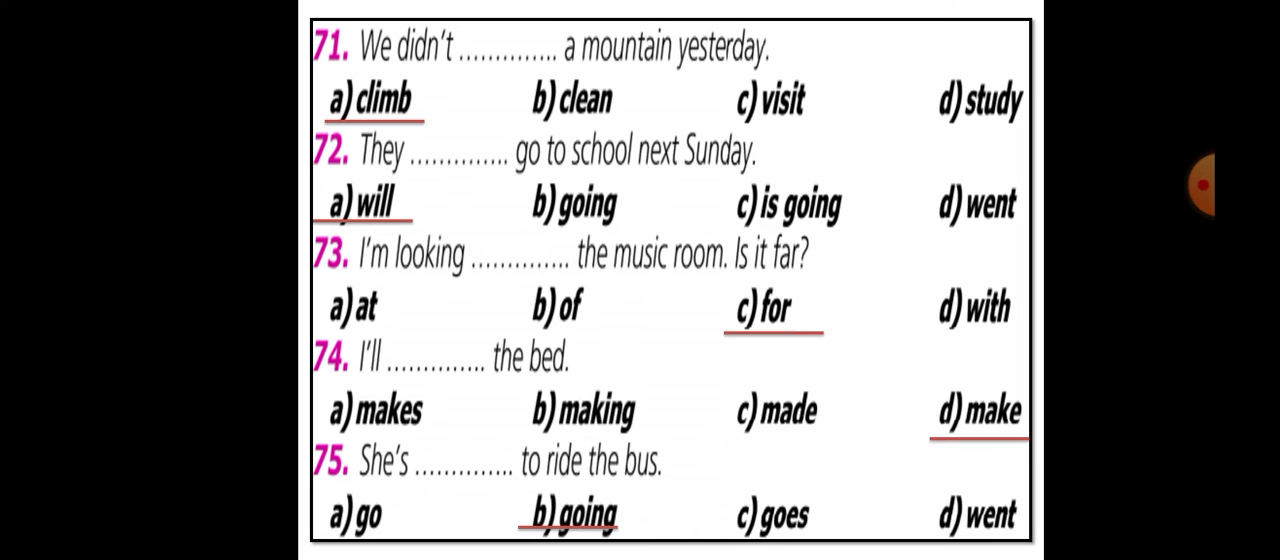 71. We didn't .............. a mountain yesterday.
a) climb b) clean c) visit d) study
72. They .............. go to school next Sunday.
a) will b) going c) is going d) went
73. I'm looking .............. the music room. Is it far?
a) at b) of c) for d) with
74. I'll .............. the bed.
a) makes b) making c) made d) make
75. She's .............. to ride the bus.
a) go b) going c) goes d) went